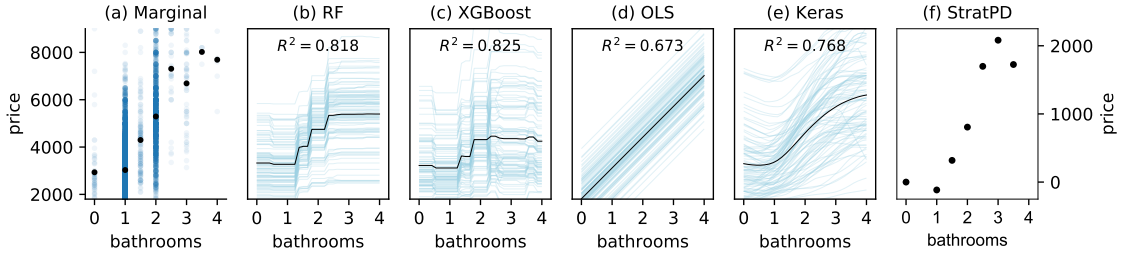 (a) Marginal
(b) RF
(c) XGBoost
(d) OLS
(e) Keras
(f) StratPD
R² = 0.818
R² = 0.825
R² = 0.673
R² = 0.768
price
8000
6000
4000
2000
2000
1000
0
price
0 1 2 3 4
0 1 2 3 4
0 1 2 3 4
0 1 2 3 4
0 1 2 3 4
0 1 2 3 4
bathrooms
bathrooms
bathrooms
bathrooms
bathrooms
bathrooms